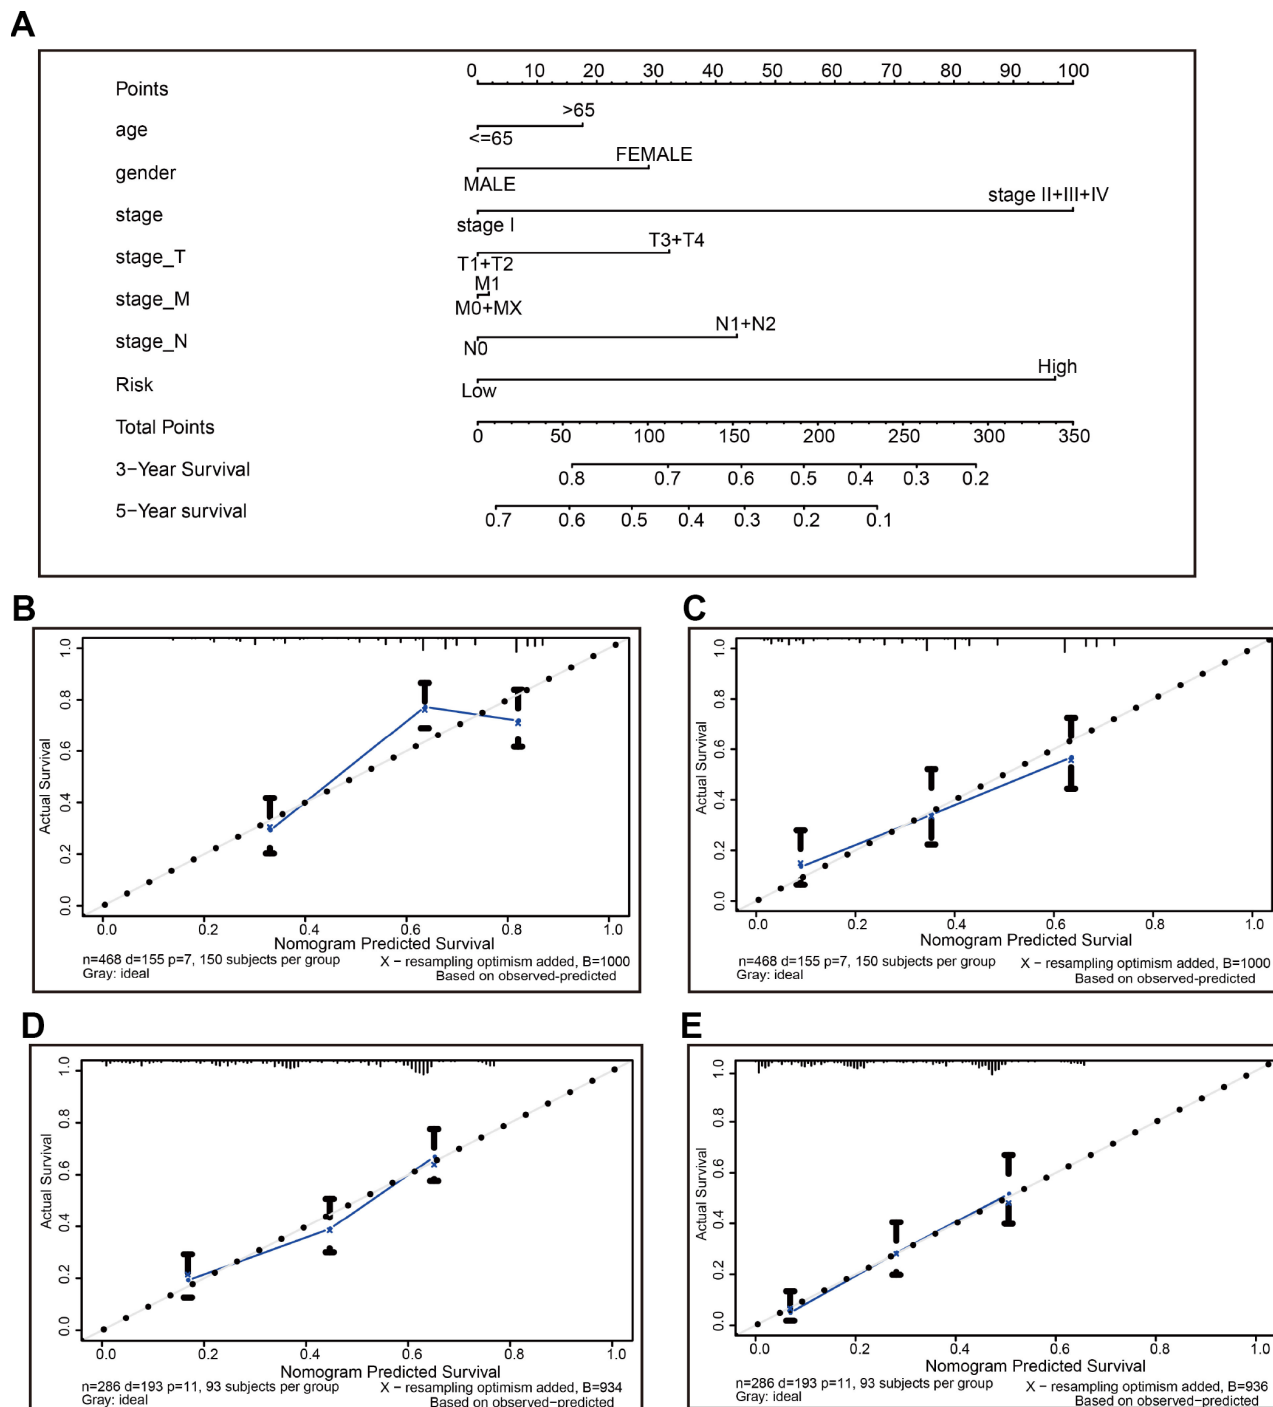 A
Points
0 10 20 30 40 50 60 70 80 90 100
age
>65
<=65
gender
FEMALE
MALE
stage
stage II+III+IV
stage I
stage_T
T3+T4
T1+T2
stage_M
M1
M0+MX
stage_N
N1+N2
N0
Risk
High
Low
Total Points
0 50 100 150 200 250 300 350
3−Year Survival
0.8 0.7 0.6 0.5 0.4 0.3 0.2
5−Year survival
0.7 0.6 0.5 0.4 0.3 0.2 0.1
B
Actual Survival
1.0
0.8
0.6
0.4
0.2
0.0
0.0 0.2 0.4 0.6 0.8 1.0
Nomogram Predicted Survival
n=468 d=155 p=7, 150 subjects per group
Gray: ideal
X − resampling optimism added, B=1000
Based on observed-predicted
C
Actual Survival
1.0
0.8
0.6
0.4
0.2
0.0
0.0 0.2 0.4 0.6 0.8 1.0
Nomogram Predicted Survival
n=468 d=155 p=7, 150 subjects per group
Gray: ideal
X − resampling optimism added, B=1000
Based on observed-predicted
D
Actual Survival
1.0
0.8
0.6
0.4
0.2
0.0
0.0 0.2 0.4 0.6 0.8 1.0
Nomogram Predicted Survival
n=286 d=193 p=11, 93 subjects per group
Gray: ideal
X − resampling optimism added, B=934
Based on observed−predicted
E
Actual Survival
1.0
0.8
0.6
0.4
0.2
0.0
0.0 0.2 0.4 0.6 0.8 1.0
Nomogram Predicted Survival
n=286 d=193 p=11, 93 subjects per group
Gray: ideal
X − resampling optimism added, B=936
Based on observed−predicted